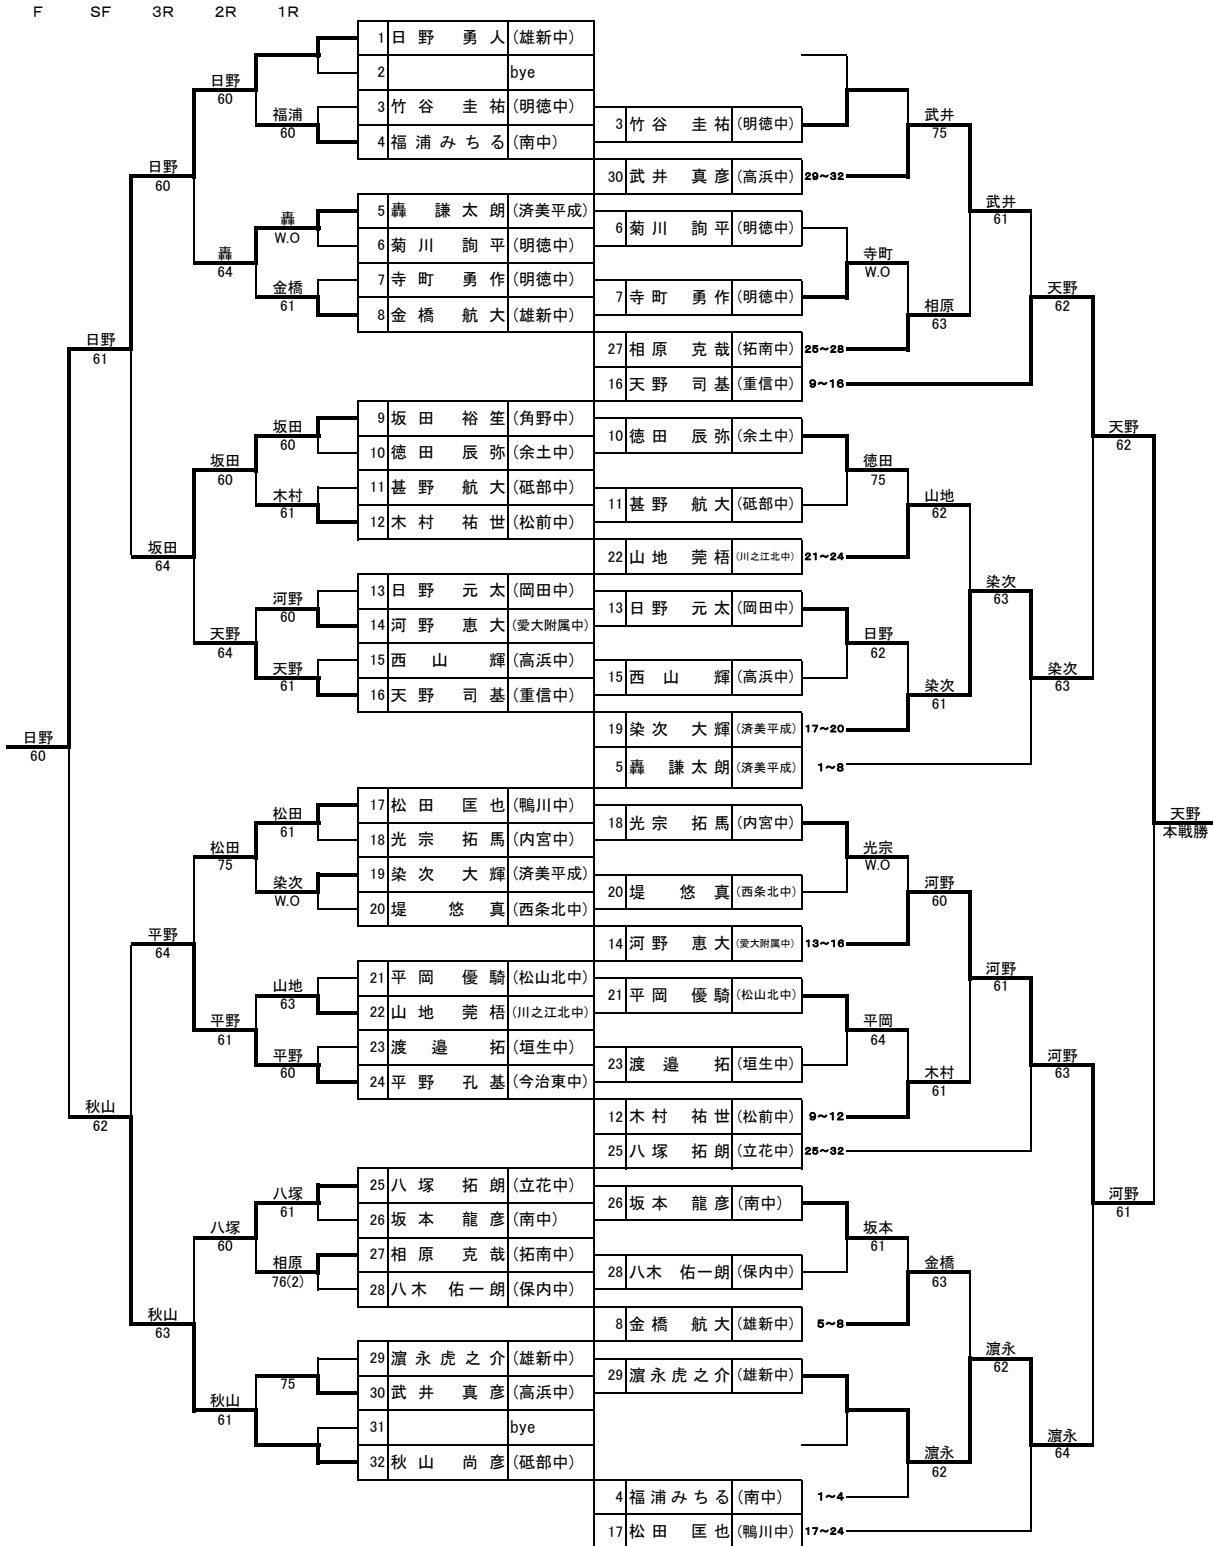 F SF 3R 2R 1R
1 日野 勇人 (雄新中)
2 bye
3 竹谷 圭祐 (明徳中)
4 福浦みちる (南中)
5 轟 謙太朗 (済美平成)
6 菊川 詢平 (明徳中)
7 寺町 勇作 (明徳中)
8 金橋 航大 (雄新中)
9 坂田 裕笙 (角野中)
10 徳田 辰弥 (余土中)
11 甚野 航大 (砥部中)
12 木村 祐世 (松前中)
13 日野 元太 (岡田中)
14 河野 恵大 (愛大附属中)
15 西山 輝 (高浜中)
16 天野 司基 (重信中)
17 松田 匡也 (鴨川中)
18 光宗 拓馬 (内宮中)
19 染次 大輝 (済美平成)
20 堤 悠真 (西条北中)
21 平岡 優騎 (松山北中)
22 山地 莞梧 (川之江北中)
23 渡邉 拓 (垣生中)
24 平野 孔基 (今治東中)
25 八塚 拓朗 (立花中)
26 坂本 龍彦 (南中)
27 相原 克哉 (拓南中)
28 八木 佑一朗 (保内中)
29 濵永虎之介 (雄新中)
30 武井 真彦 (高浜中)
31 bye
32 秋山 尚彦 (砥部中)
福浦
60
轟
W.O
金橋
61
坂田
60
木村
61
河野
60
天野
61
松田
61
染次
W.O
山地
63
平野
60
八塚
61
相原
76(2)
75
日野
60
轟
64
坂田
60
天野
64
松田
75
平野
61
八塚
60
秋山
61
日野
60
坂田
64
平野
64
秋山
63
日野
61
秋山
62
日野
60
3 竹谷 圭祐 (明徳中)
30 武井 真彦 (高浜中) 29~32
6 菊川 詢平 (明徳中)
7 寺町 勇作 (明徳中)
27 相原 克哉 (拓南中) 25~28
16 天野 司基 (重信中) 9~16
10 徳田 辰弥 (余土中)
11 甚野 航大 (砥部中)
22 山地 莞梧 (川之江北中) 21~24
13 日野 元太 (岡田中)
15 西山 輝 (高浜中)
19 染次 大輝 (済美平成) 17~20
5 轟 謙太朗 (済美平成) 1~8
18 光宗 拓馬 (内宮中)
20 堤 悠真 (西条北中)
14 河野 恵大 (愛大附属中) 13~16
21 平岡 優騎 (松山北中)
23 渡邉 拓 (垣生中)
12 木村 祐世 (松前中) 9~12
25 八塚 拓朗 (立花中) 25~32
26 坂本 龍彦 (南中)
28 八木 佑一朗 (保内中)
8 金橋 航大 (雄新中) 5~8
29 濵永虎之介 (雄新中)
4 福浦みちる (南中) 1~4
17 松田 匡也 (鴨川中) 17~24
寺町
W.O
徳田
75
日野
62
光宗
W.O
平岡
64
坂本
61
武井
75
相原
63
山地
62
染次
61
河野
60
木村
61
金橋
63
濵永
62
武井
61
染次
63
河野
61
濵永
62
天野
62
染次
63
河野
63
濵永
64
天野
62
河野
61
天野
本戦勝